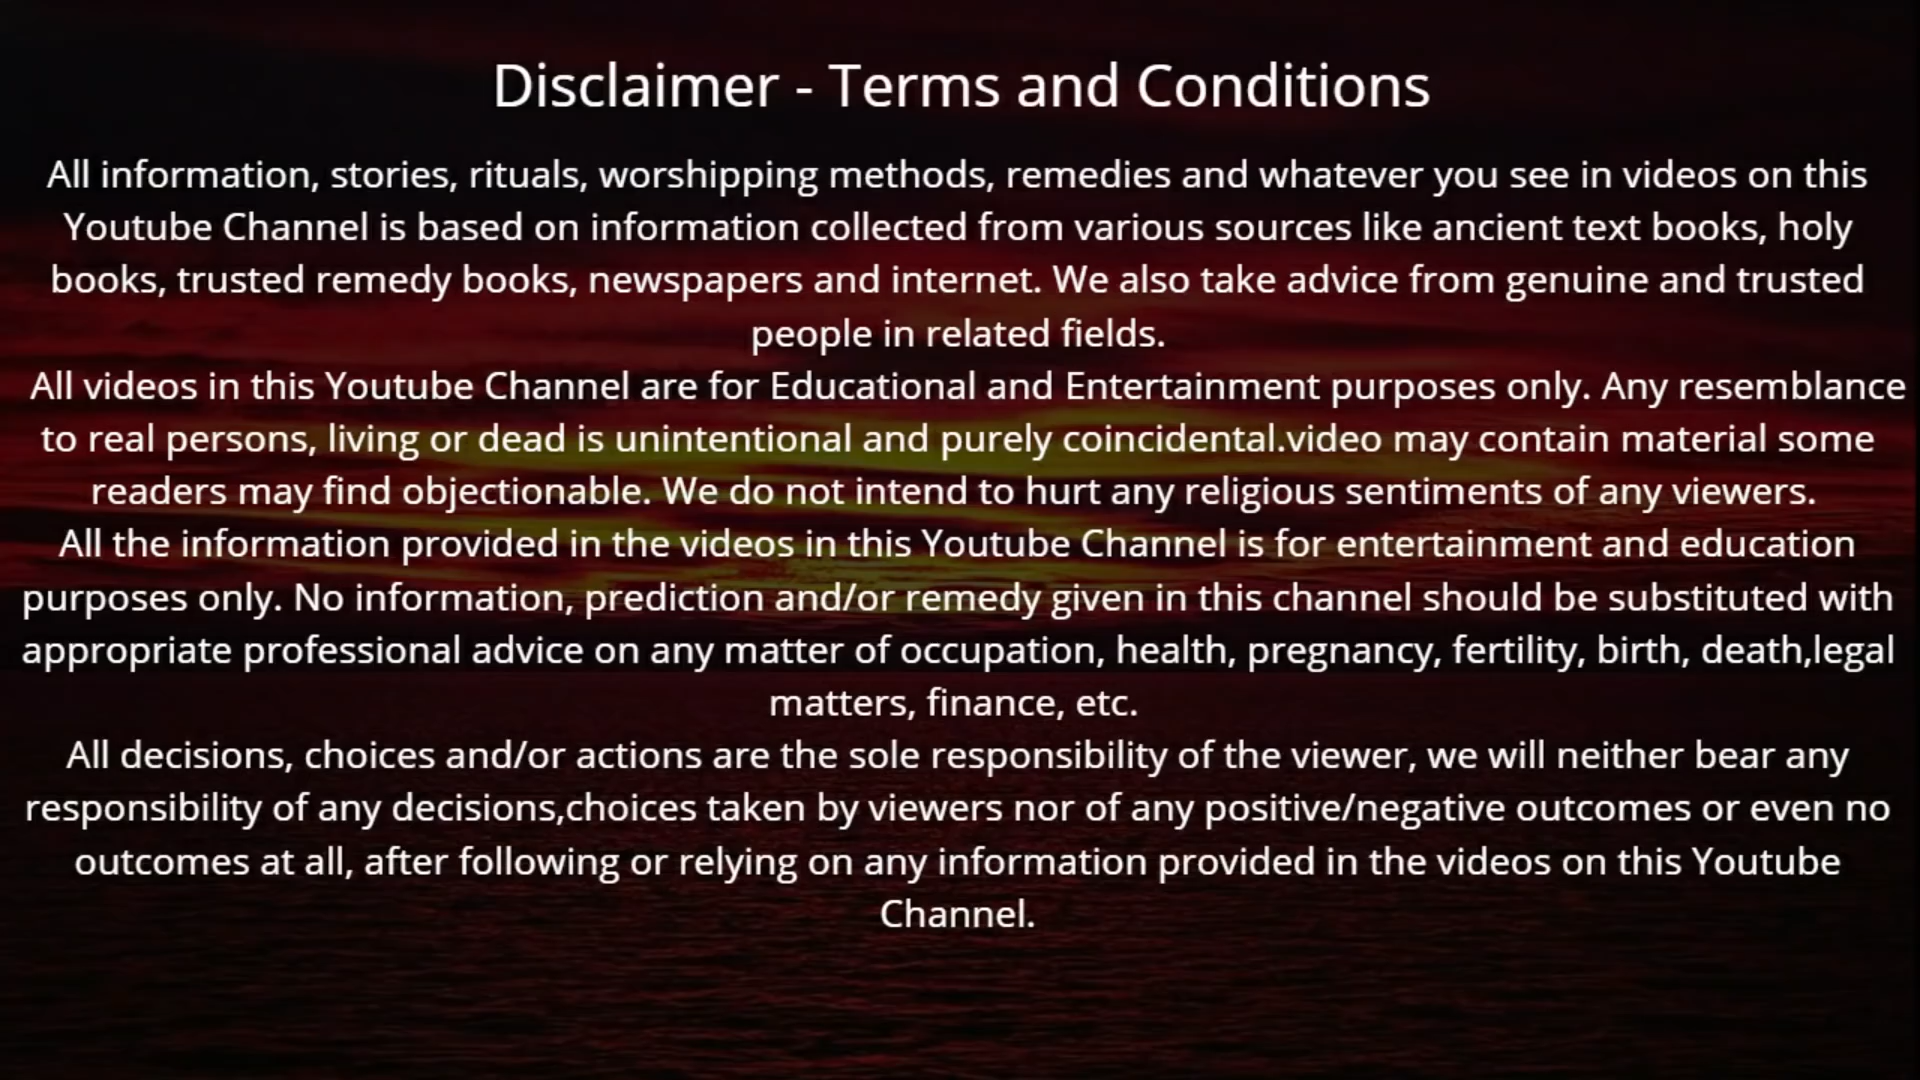 Disclaimer - Terms and Conditions
All information, stories, rituals, worshipping methods, remedies and whatever you see in videos on this
Youtube Channel is based on information collected from various sources like ancient text books, holy
books, trusted remedy books, newspapers and internet. We also take advice from genuine and trusted
people in related fields.
All videos in this Youtube Channel are for Educational and Entertainment purposes only. Any resemblance
to real persons, living or dead is unintentional and purely coincidental.video may contain material some
readers may find objectionable. We do not intend to hurt any religious sentiments of any viewers.
All the information provided in the videos in this Youtube Channel is for entertainment and education
purposes only. No information, prediction and/or remedy given in this channel should be substituted with
appropriate professional advice on any matter of occupation, health, pregnancy, fertility, birth, death,legal
matters, finance, etc.
All decisions, choices and/or actions are the sole responsibility of the viewer, we will neither bear any
responsibility of any decisions,choices taken by viewers nor of any positive/negative outcomes or even no
outcomes at all, after following or relying on any information provided in the videos on this Youtube
Channel.